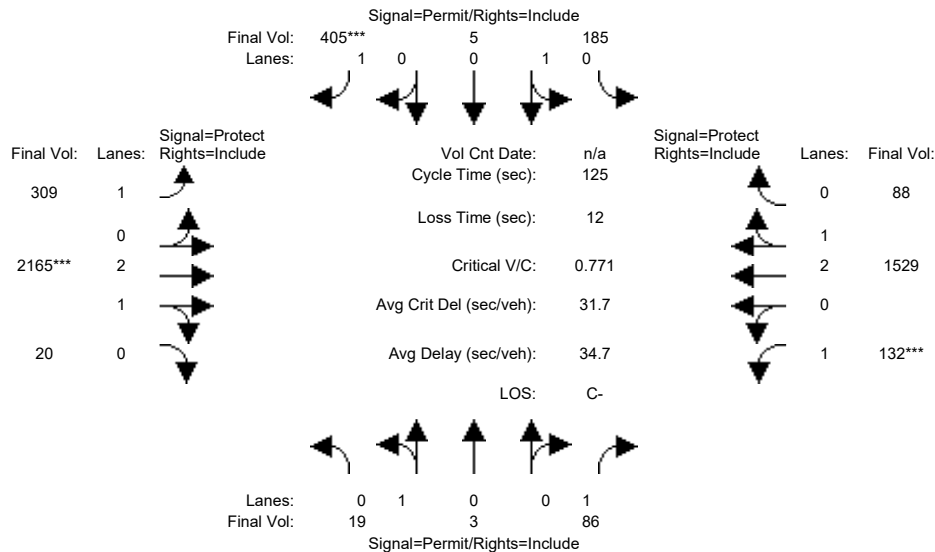 Signal=Permit/Rights=Include
Final Vol: 405*** 5 185
Lanes: 1 0 0 1 0
Signal=Protect Signal=Protect
Final Vol: Lanes: Rights=Include Vol Cnt Date: n/a Rights=Include Lanes: Final Vol:
Cycle Time (sec): 125
309 1 0 88
Loss Time (sec): 12
0 1
2165*** 2 Critical V/C: 0.771 2 1529
1 Avg Crit Del (sec/veh): 31.7 0
20 0 Avg Delay (sec/veh): 34.7 1 132***
LOS: C-
Lanes: 0 1 0 0 1
Final Vol: 19 3 86
Signal=Permit/Rights=Include